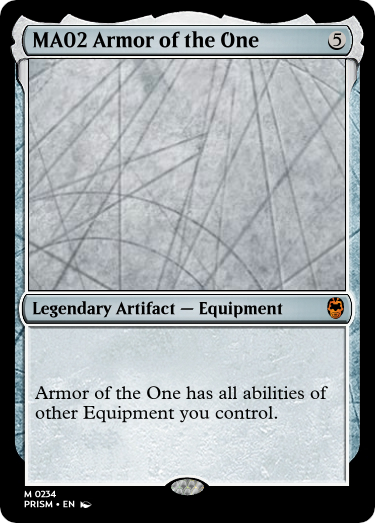 MA02 Armor of the One 5
Legendary Artifact — Equipment
Armor of the One has all abilities of
other Equipment you control.
M 0234
PRISM • EN